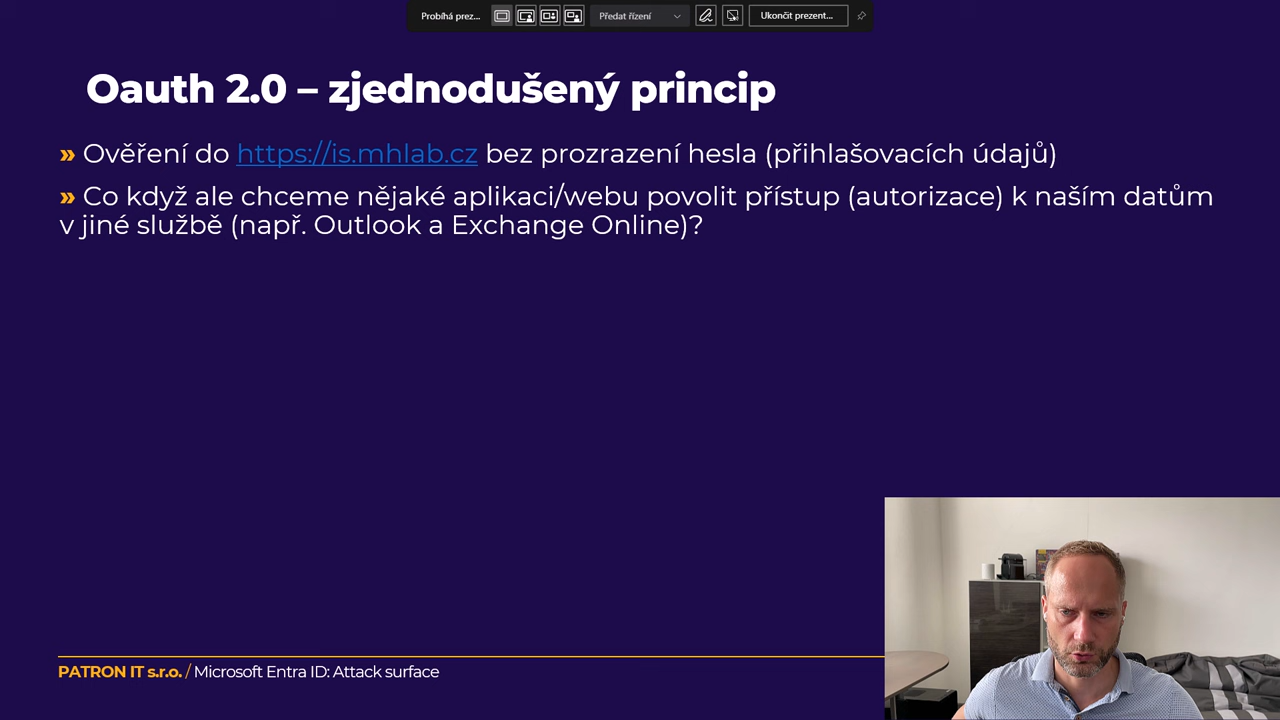 Probíhá prez...
Předat řízení
Ukončit prezent...
Oauth 2.0 – zjednodušený princip
» Ověření do https://is.mhlab.cz bez prozrazení hesla (přihlašovacích údajů)
» Co když ale chceme nějaké aplikaci/webu povolit přístup (autorizace) k naším datům
v jiné službě (např. Outlook a Exchange Online)?
PATRON IT s.r.o. / Microsoft Entra ID: Attack surface